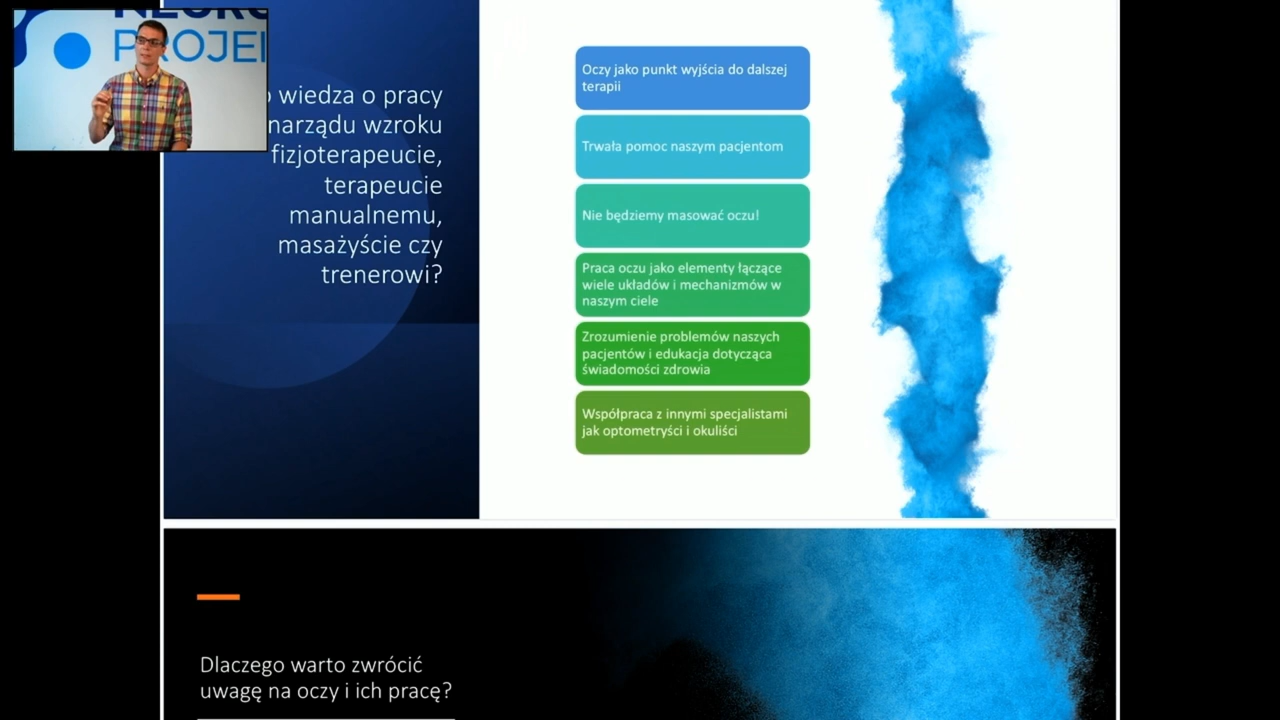 PROJEK
wiedza o pracy
narządu wzroku
fizjoterapeucie,
terapeucie
manualnemu,
masażyście czy
trenerowi?
Oczy jako punkt wyjścia do dalszej
terapii
Trwała pomoc naszym pacjentom
Nie będziemy masować oczu!
Praca oczu jako elementy łączące
wiele układów i mechanizmów w
naszym ciele
Zrozumienie problemów naszych
pacjentów i edukacja dotycząca
świadomości zdrowia
Współpraca z innymi specjalistami
jak optometryści i okuliści
Dlaczego warto zwrócić
uwagę na oczy i ich pracę?